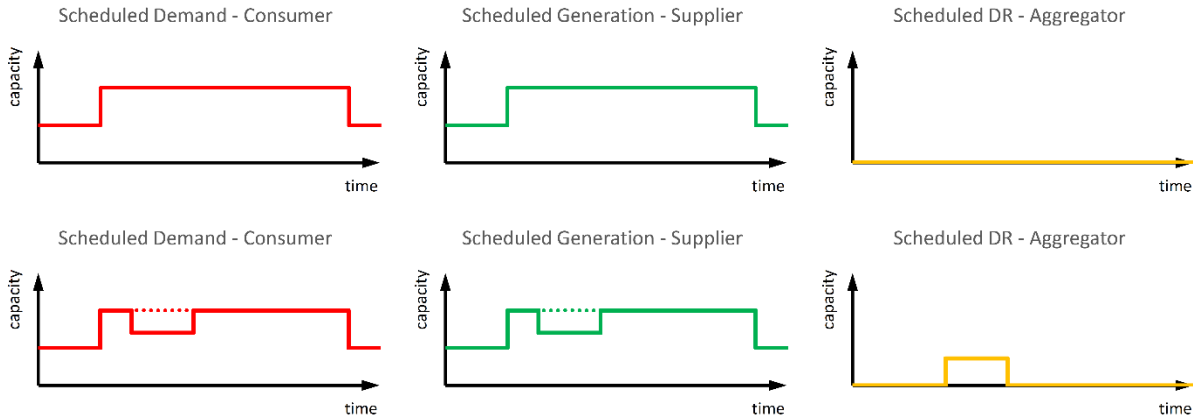 Scheduled Demand - Consumer
Scheduled Generation - Supplier
Scheduled DR - Aggregator
capacity
capacity
capacity
time
time
time
Scheduled Demand - Consumer
Scheduled Generation - Supplier
Scheduled DR - Aggregator
capacity
capacity
capacity
time
time
time